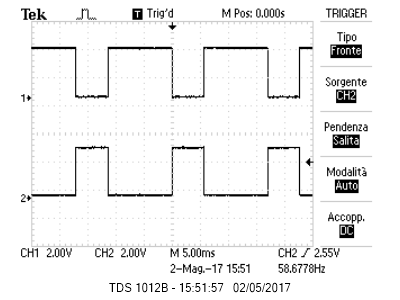 Tek T Trig'd M Pos: 0.000s TRIGGER
Tipo
Fronte
Sorgente
CH2
Pendenza
Salita
Modalità
Auto
Accopp.
DC
1
2
CH1 2.00V CH2 2.00V M 5.00ms CH2 / 2.55V
2-Mag.-17 15:51 58.6778Hz
TDS 1012B - 15:51:57 02/05/2017